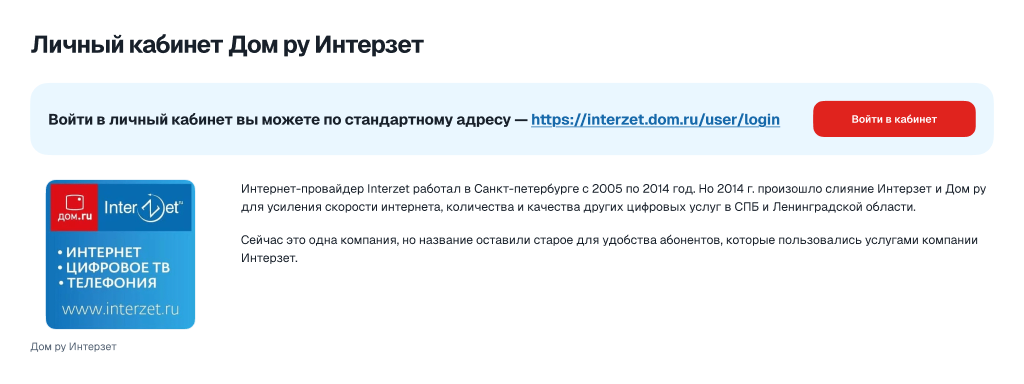 Личный кабинет Дом ру Интерзет
Войти в личный кабинет вы можете по стандартному адресу — https://interzet.dom.ru/user/login
Войти в кабинет
дом.ru
InterZet
• ИНТЕРНЕТ
• ЦИФРОВОЕ ТВ
• ТЕЛЕФОНИЯ
www.interzet.ru
Дом ру Интерзет
Интернет-провайдер Interzet работал в Санкт-петербурге с 2005 по 2014 год. Но 2014 г. произошло слияние Интерзет и Дом ру
для усиления скорости интернета, количества и качества других цифровых услуг в СПБ и Ленинградской области.
Сейчас это одна компания, но название оставили старое для удобства абонентов, которые пользовались услугами компании
Интерзет.